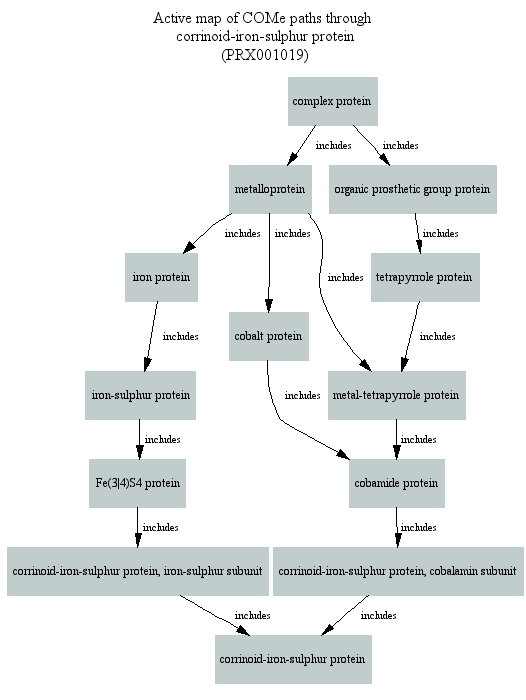 Active map of COMe paths through
corrinoid-iron-sulphur protein
(PRX001019)
complex protein
includes
includes
metalloprotein
organic prosthetic group protein
includes
includes
includes
iron protein
tetrapyrrole protein
includes
includes
cobalt protein
includes
iron-sulphur protein
metal-tetrapyrrole protein
includes
includes
includes
Fe(3|4)S4 protein
cobamide protein
includes
includes
corrinoid-iron-sulphur protein, iron-sulphur subunit
corrinoid-iron-sulphur protein, cobalamin subunit
includes
includes
corrinoid-iron-sulphur protein